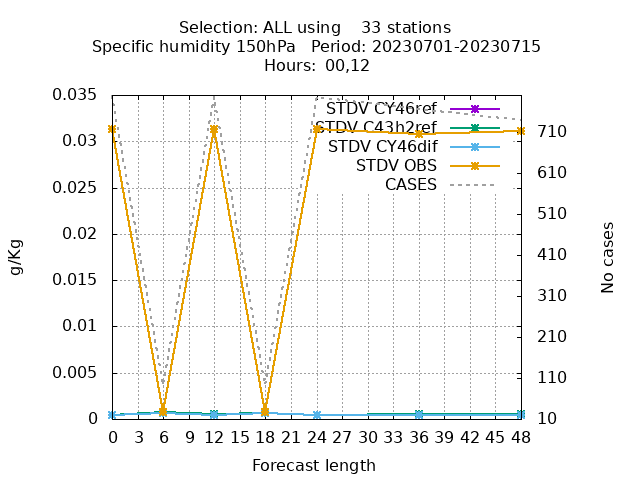 Selection: ALL using    33 stations
Specific humidity 150hPa   Period: 20230701-20230715
Hours: 00,12
STDV CY46ref
STDV C43h2ref
STDV CY46dif
STDV OBS
CASES
0.035
0.03
0.025
0.02
0.015
0.01
0.005
0
g/Kg
710
610
510
410
310
210
110
10
No cases
0 3 6 9 12 15 18 21 24 27 30 33 36 39 42 45 48
Forecast length